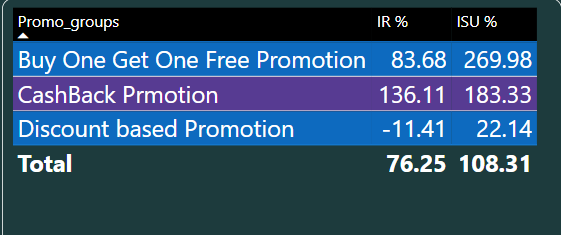 Promo_groups IR % ISU %
Buy One Get One Free Promotion 83.68 269.98
CashBack Prmotion 136.11 183.33
Discount based Promotion -11.41 22.14
Total 76.25 108.31